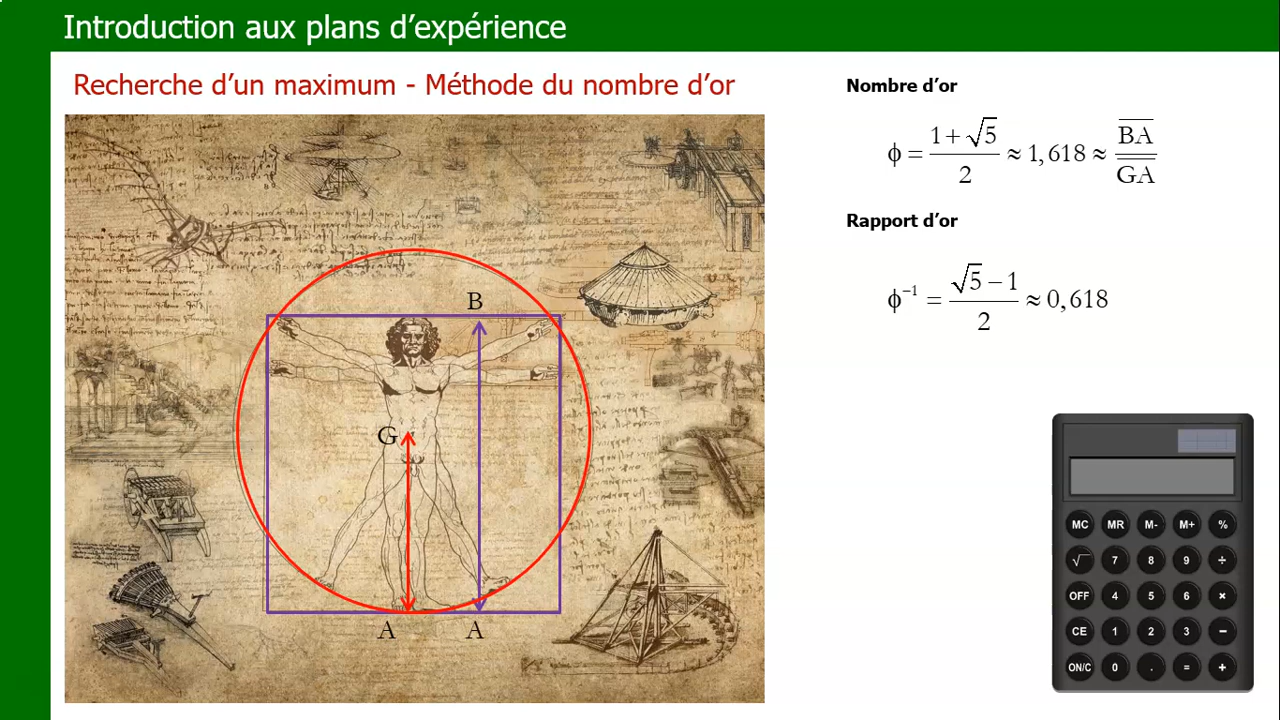 Introduction aux plans d’expérience
Recherche d’un maximum - Méthode du nombre d’or
Nombre d’or
ϕ = (1 + √5) / 2 ≈ 1,618 ≈ BA / GA
Rapport d’or
ϕ⁻¹ = (√5 − 1) / 2 ≈ 0,618
B
G
A A
MC MR M- M+ %
√ 7 8 9 ÷
OFF 4 5 6 ×
CE 1 2 3 −
ON/C 0 . = +